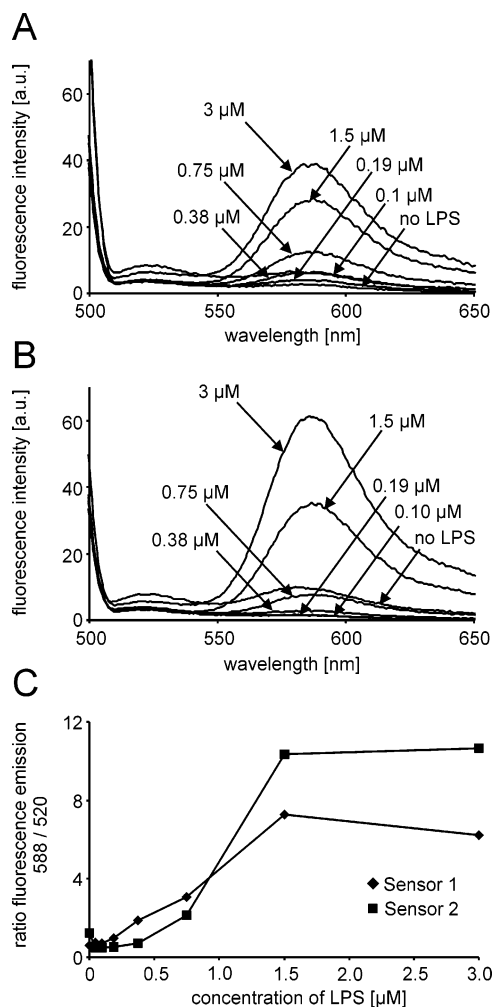 A
fluorescence intensity [a.u.]
60
40
20
0
3 µM
1.5 µM
0.19 µM
0.75 µM
0.1 µM
0.38 µM
no LPS
500
550
600
650
wavelength [nm]
B
fluorescence intensity [a.u.]
60
40
20
0
3 µM
1.5 µM
0.19 µM
0.75 µM
0.10 µM
0.38 µM
no LPS
500
550
600
650
wavelength [nm]
C
ratio fluorescence emission
588 / 520
12
8
4
0
Sensor 1
Sensor 2
0
0.5
1.0
1.5
2.0
2.5
3.0
concentration of LPS [µM]